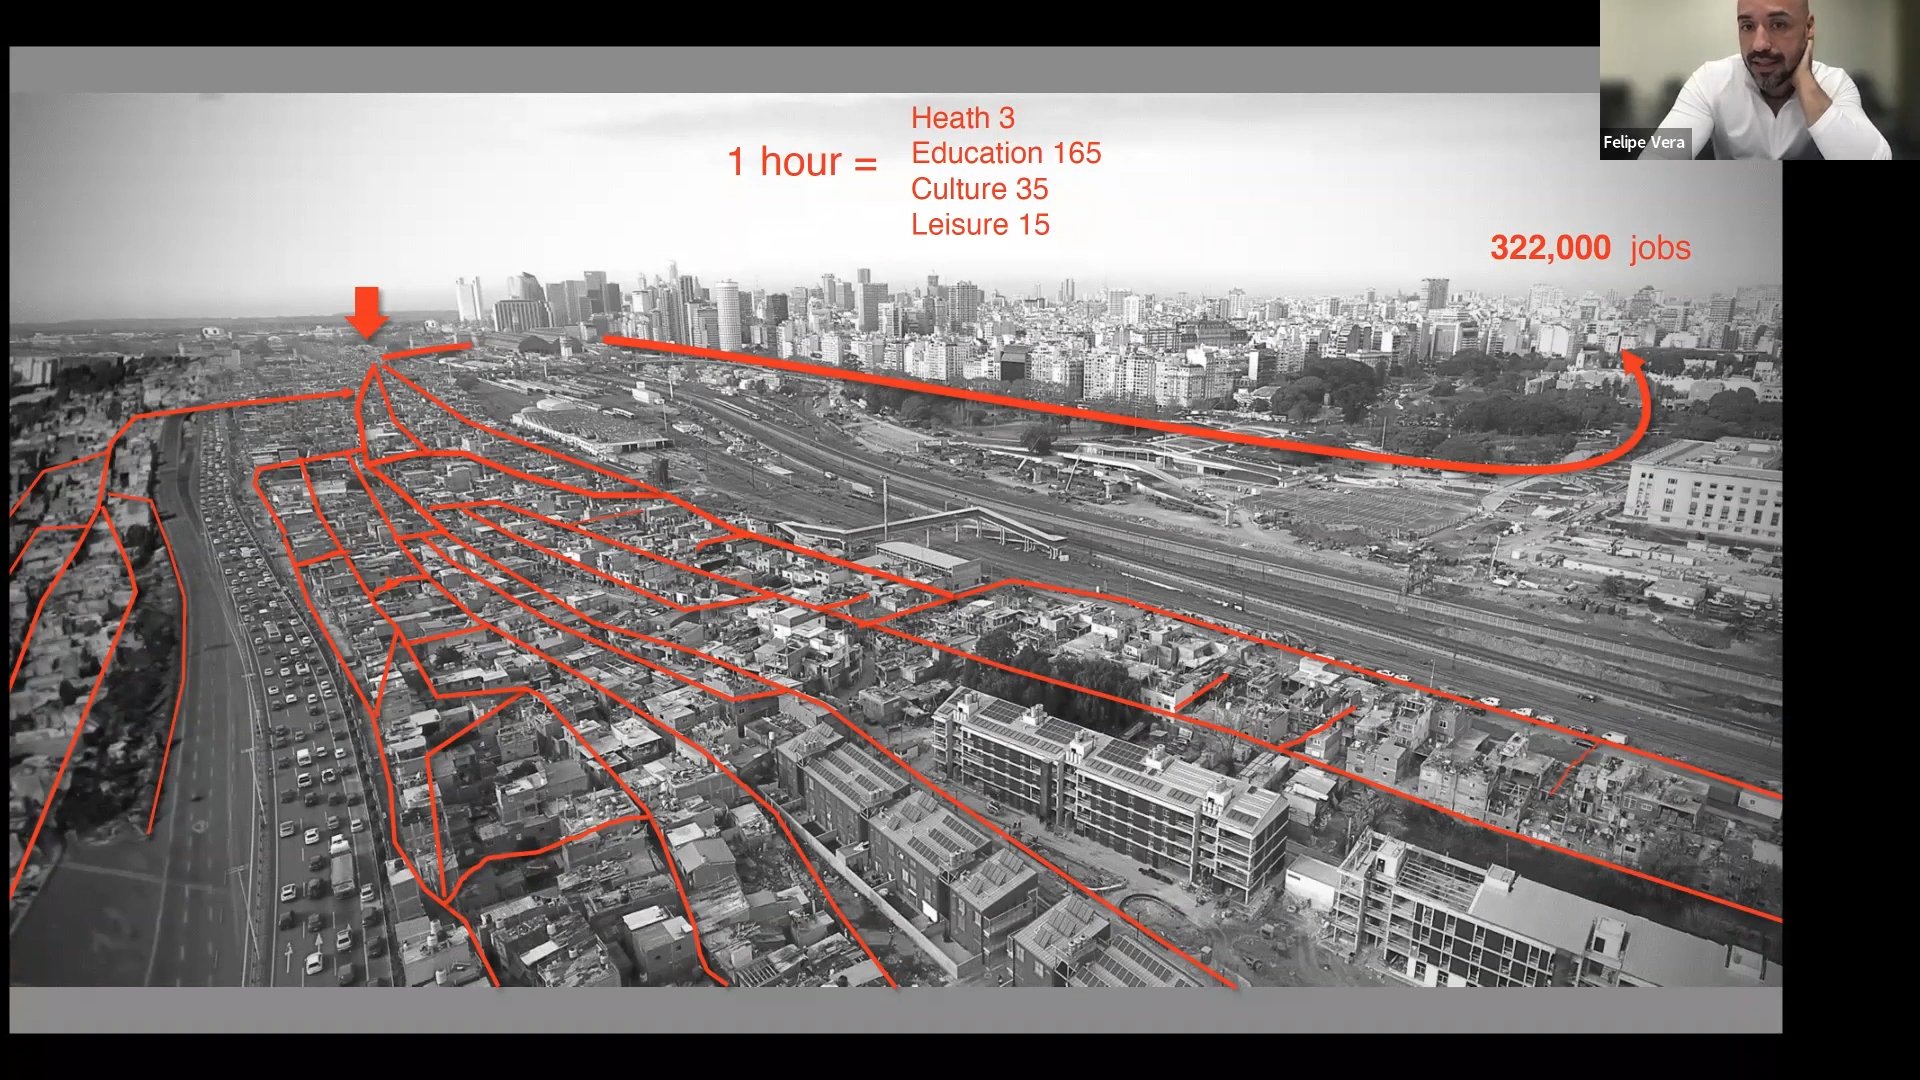 Heath 3
1 hour =
Education 165
Culture 35
Leisure 15
322,000 jobs
Felipe Vera